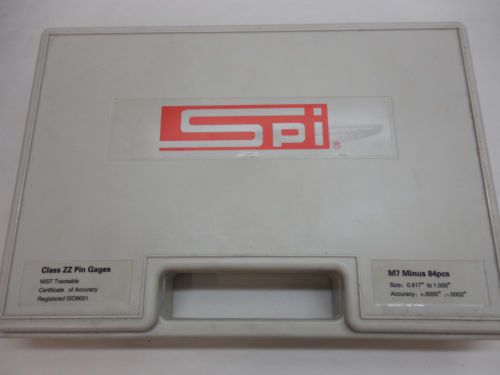 Spi
®
Class ZZ Pin Gages
NIST Traceable
Certificate of Accuracy
Registered ISO9001
M7 Minus 84pcs
Size: 0.917" to 1.000"
Accuracy: +.0000" ,-.0002"